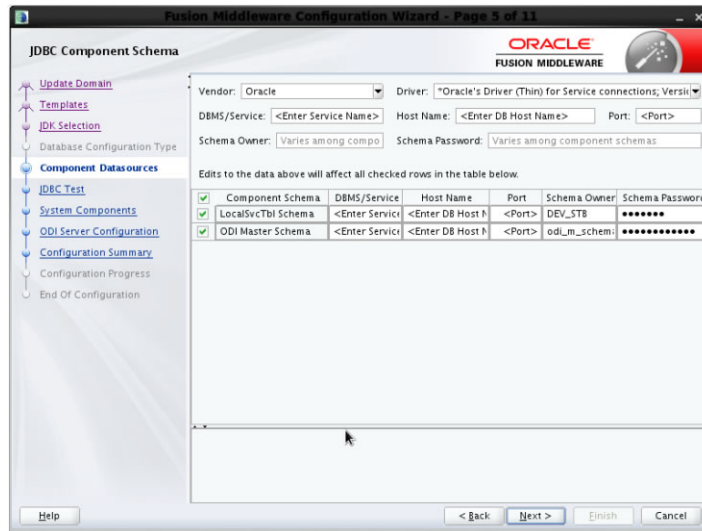 Fusion Middleware Configuration Wizard - Page 5 of 11
JDBC Component Schema
ORACLE
FUSION MIDDLEWARE
Update Domain
Templates
JDK Selection
Database Configuration Type
Component Datasources
JDBC Test
System Components
ODI Server Configuration
Configuration Summary
Configuration Progress
End Of Configuration
Vendor: Oracle Driver: *Oracle's Driver (Thin) for Service connections; Versi
DBMS/Service: <Enter Service Name> Host Name: <Enter DB Host Name> Port: <Port>
Schema Owner: Varies among compo Schema Password: Varies among component schemas
Edits to the data above will affect all checked rows in the table below.
Component Schema DBMS/Service Host Name Port Schema Owner Schema Password
LocalSvcTbl Schema <Enter Service <Enter DB Host N <Port> DEV_STB •••••••
ODI Master Schema <Enter Service <Enter DB Host N <Port> odi_m_schem ••••••••••••
Help < Back Next > Finish Cancel